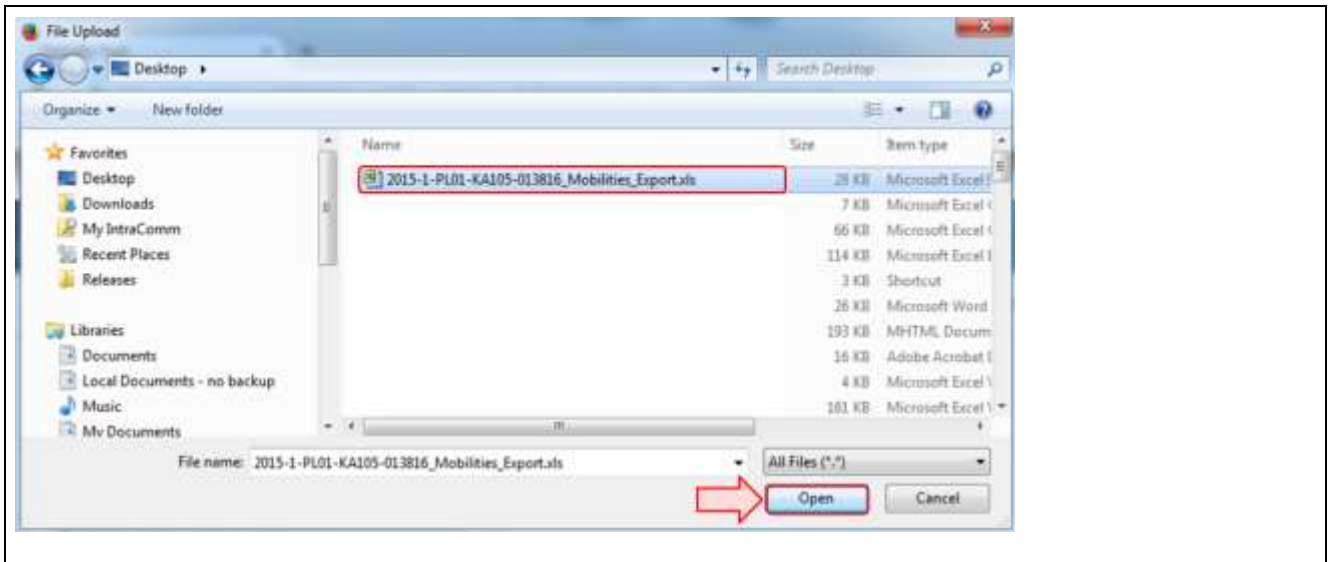 File Upload
Desktop
Search Desktop
Organize
New folder
Name
Size
Item type
Favorites
Desktop
Downloads
My IntraComm
Recent Places
Releases
Libraries
Documents
Local Documents - no backup
Music
My Documents
2015-1-PL01-KA105-013816_Mobilities_Export.xls
28 KB Microsoft Excel
7 KB Microsoft Excel
66 KB Microsoft Excel
114 KB Microsoft Excel
3 KB Shortcut
26 KB Microsoft Word
193 KB MHTML Docum
16 KB Adobe Acrobat
4 KB Microsoft Excel
161 KB Microsoft Excel
File name: 2015-1-PL01-KA105-013816_Mobilities_Export.xls
All Files (*.*)
Open
Cancel